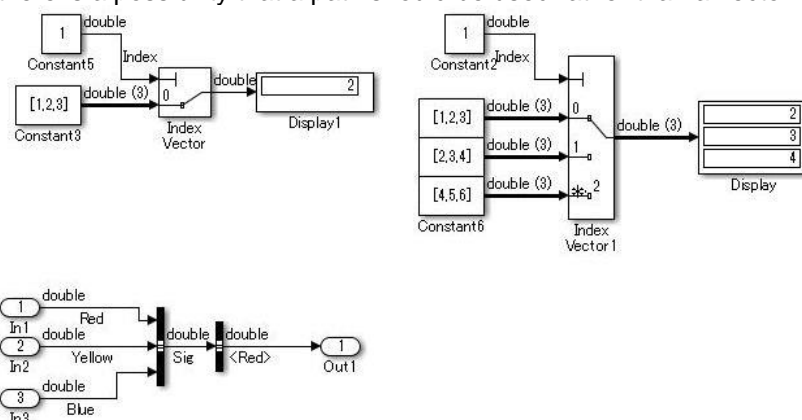 double
1
Constant5
Index
double
[1,2,3]
double (3)
0
Constant3
Index
Vector
2
Display1
double
1
Constant2
Index
[1,2,3]
double (3)
0
[2,3,4]
double (3)
1
[4,5,6]
double (3)
2
Constant6
Index
Vector1
double (3)
2
3
4
Display
double
1
Red
In1
double
2
Yellow
In2
double
3
Blue
In3
double
Sig
double
<Red>
1
Out1